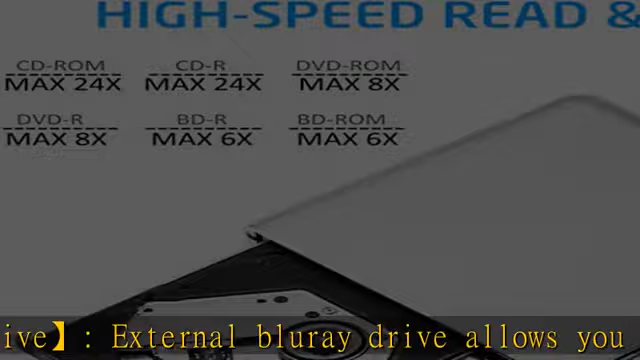 HIGH-SPEED READ &
CD-ROM CD-R DVD-ROM
MAX 24X MAX 24X MAX 8X
DVD-R BD-R BD-ROM
MAX 8X MAX 6X MAX 6X
ive】: External bluray drive allows you